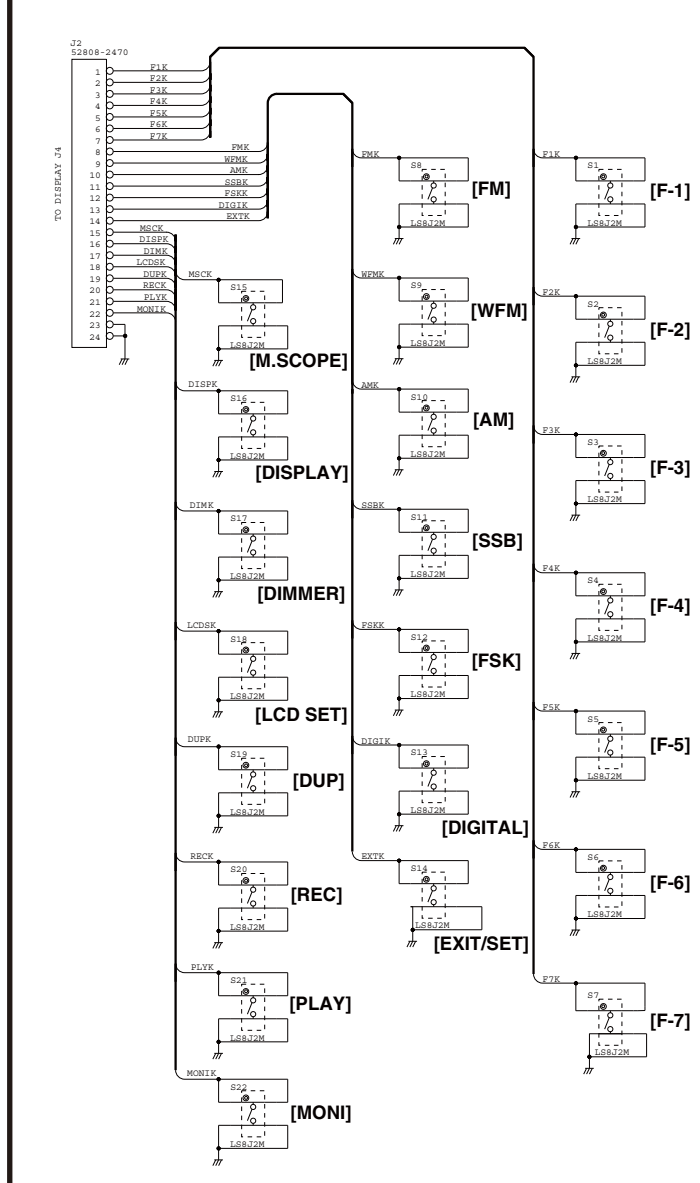 J2
52808-2470
TO DISPLAY J4
1 F1K
2 F2K
3 F3K
4 F4K
5 F5K
6 F6K
7 F7K
8 FMK
9 WFMK
10 AMK
11 SSBK
12 FSKK
13 DIGIK
14 EXTK
15 MSCK
16 DISPK
17 DIMK
18 LCDSK
19 DUPK
20 RECK
21 PLYK
22 MONIK
23
24
MSCK
S15
LS8J2M
[M.SCOPE]
DISPK
S16
LS8J2M
[DISPLAY]
DIMK
S17
LS8J2M
[DIMMER]
LCDSK
S18
LS8J2M
[LCD SET]
DUPK
S19
LS8J2M
[DUP]
RECK
S20
LS8J2M
[REC]
PLYK
S21
LS8J2M
[PLAY]
MONIK
S22
LS8J2M
[MONI]
FMK
S8
LS8J2M
[FM]
WFMK
S9
LS8J2M
[WFM]
AMK
S10
LS8J2M
[AM]
SSBK
S11
LS8J2M
[SSB]
FSKK
S12
LS8J2M
[FSK]
DIGIK
S13
LS8J2M
[DIGITAL]
EXTK
S14
LS8J2M
[EXIT/SET]
F1K
S1
LS8J2M
[F-1]
F2K
S2
LS8J2M
[F-2]
F3K
S3
LS8J2M
[F-3]
F4K
S4
LS8J2M
[F-4]
F5K
S5
LS8J2M
[F-5]
F6K
S6
LS8J2M
[F-6]
F7K
S7
LS8J2M
[F-7]